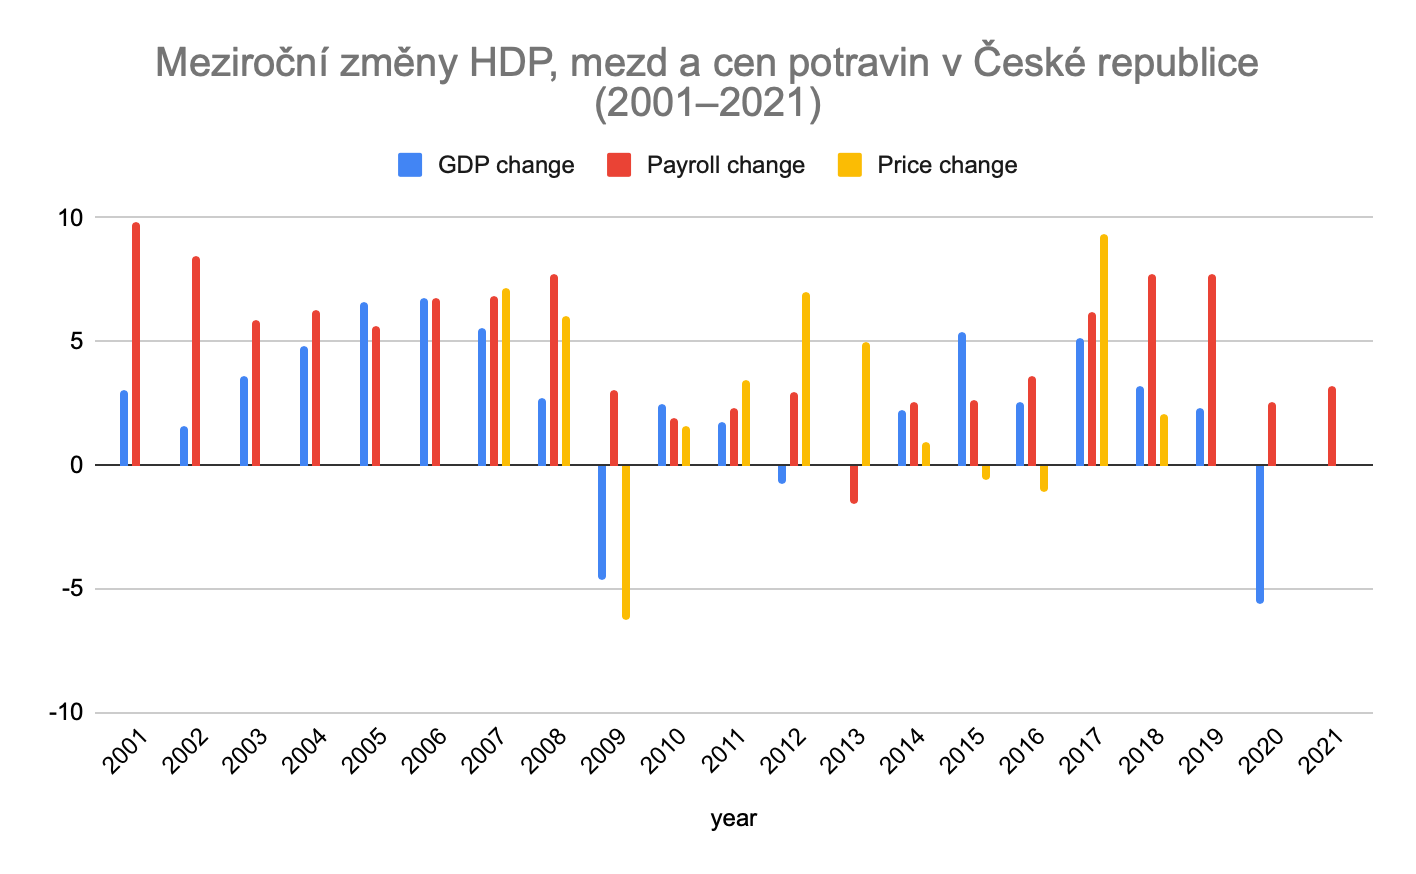 Meziroční změny HDP, mezd a cen potravin v České republice
(2001–2021)
GDP change Payroll change Price change
10
5
0
-5
-10
2001 2002 2003 2004 2005 2006 2007 2008 2009 2010 2011 2012 2013 2014 2015 2016 2017 2018 2019 2020 2021
year